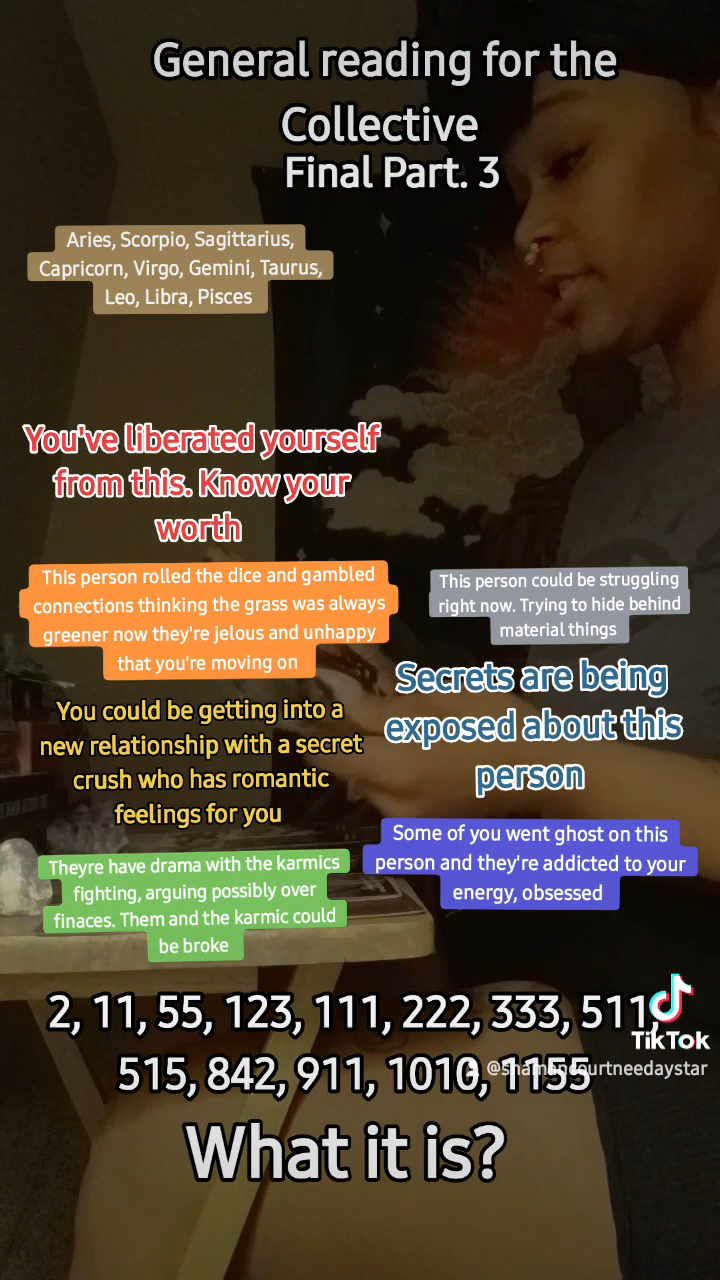 General reading for the
Collective
Final Part. 3
Aries, Scorpio, Sagittarius,
Capricorn, Virgo, Gemini, Taurus,
Leo, Libra, Pisces
You've liberated yourself
from this. Know your
worth
This person rolled the dice and gambled
connections thinking the grass was always
greener now they're jelous and unhappy
that you're moving on
This person could be struggling
right now. Trying to hide behind
material things
Secrets are being
exposed about this
person
You could be getting into a
new relationship with a secret
crush who has romantic
feelings for you
Some of you went ghost on this
person and they're addicted to your
energy, obsessed
Theyre have drama with the karmics
fighting, arguing possibly over
finaces. Them and the karmic could
be broke
2, 11, 55, 123, 111, 222, 333, 511,
515, 842, 911, 1010, 1155
TikTok
@shamancourtneedaystar
What it is?